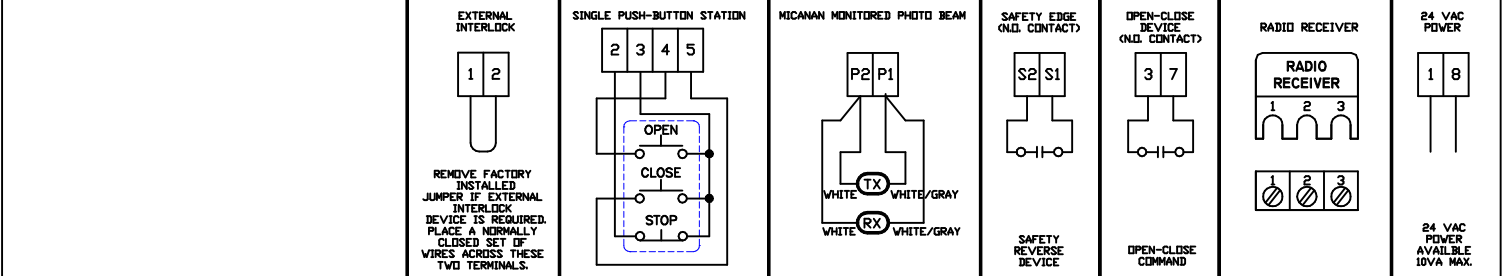 EXTERNAL
INTERLOCK
1 2
REMOVE FACTORY
INSTALLED
JUMPER IF EXTERNAL
INTERLOCK
DEVICE IS REQUIRED.
PLACE A NORMALLY
CLOSED SET OF
WIRES ACROSS THESE
TWO TERMINALS.
SINGLE PUSH-BUTTON STATION
2 3 4 5
OPEN
CLOSE
STOP
MICANAN MONITORED PHOTO BEAM
P2 P1
WHITE TX WHITE/GRAY
WHITE RX WHITE/GRAY
SAFETY EDGE
(N.O. CONTACT)
S2 S1
SAFETY
REVERSE
DEVICE
OPEN-CLOSE
DEVICE
(N.O. CONTACT)
3 7
OPEN-CLOSE
COMMAND
RADIO RECEIVER
RADIO
RECEIVER
1 2 3
1 2 3
24 VAC
POWER
1 8
24 VAC
POWER
AVAILBLE
10VA MAX.